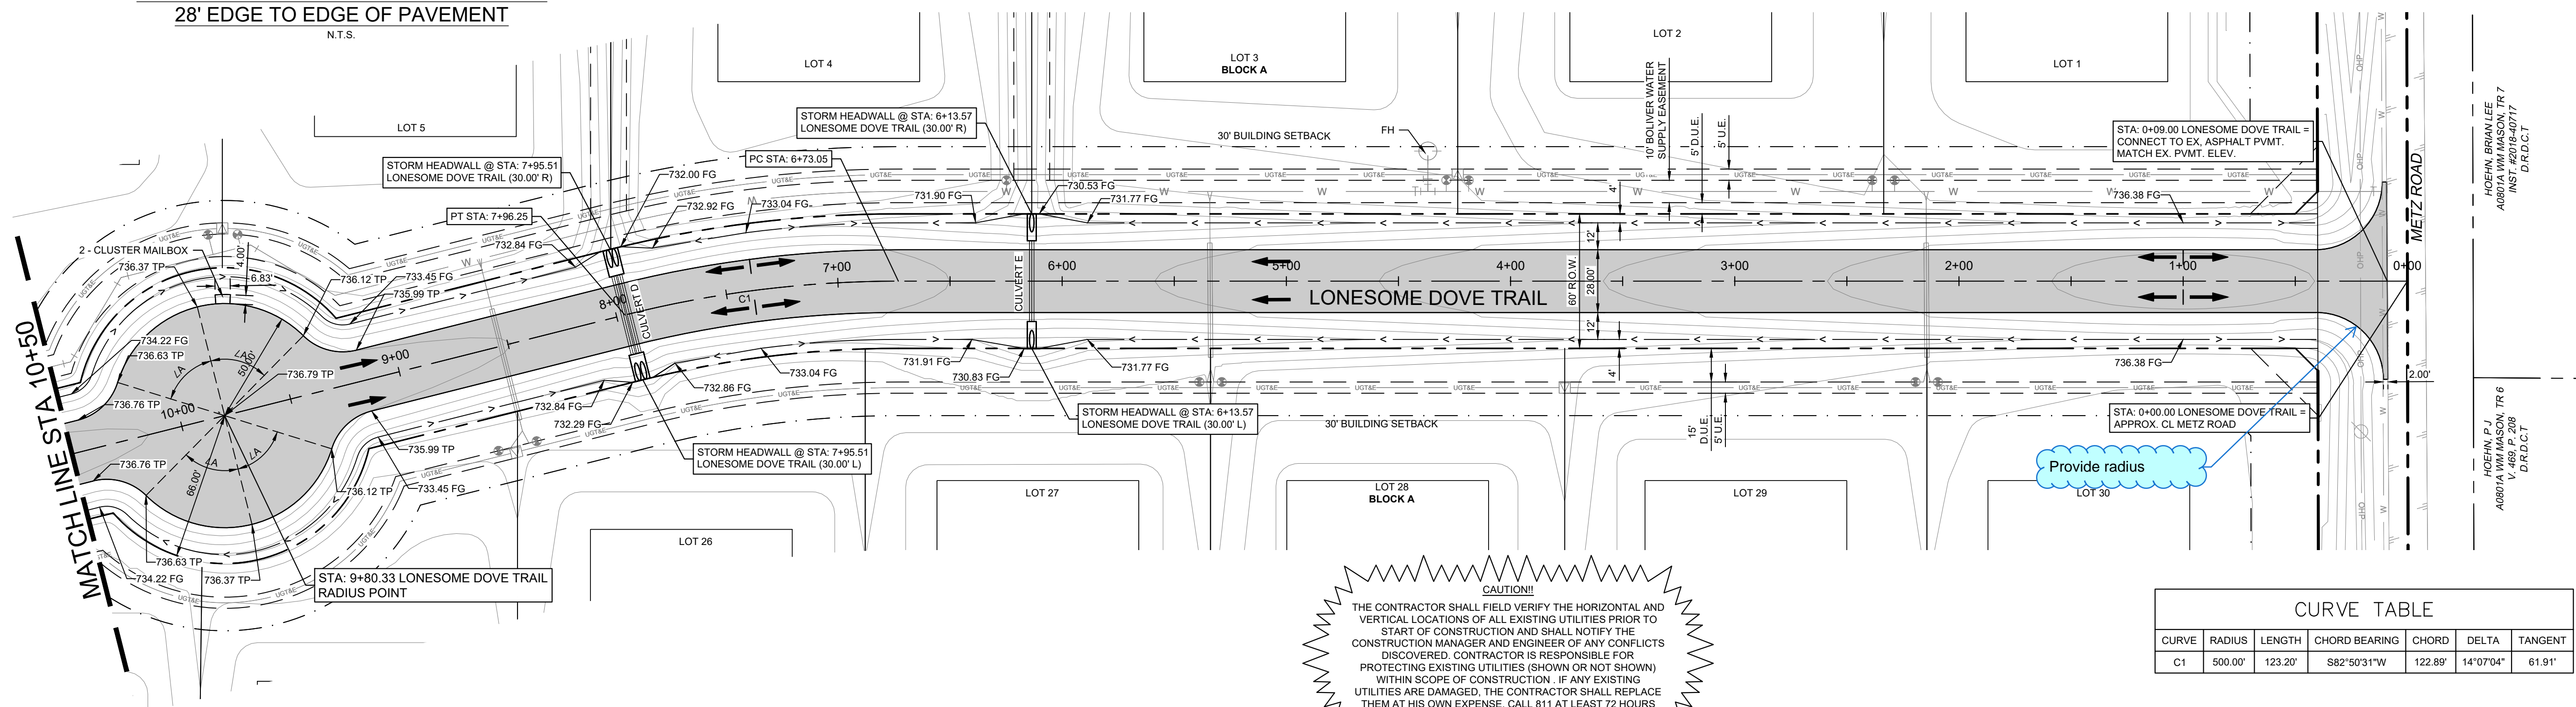 28' EDGE TO EDGE OF PAVEMENT
N.T.S.
LOT 5
LOT 4
LOT 3
BLOCK A
LOT 2
LOT 1
STORM HEADWALL @ STA: 7+95.51
LONESOME DOVE TRAIL (30.00' R)
STORM HEADWALL @ STA: 6+13.57
LONESOME DOVE TRAIL (30.00' R)
PC STA: 6+73.05
PT STA: 7+96.25
30' BUILDING SETBACK
FH
10' BOLIVER WATER
SUPPLY EASEMENT
5' D.U.E.
5' U.E.
STA: 0+09.00 LONESOME DOVE TRAIL =
CONNECT TO EX, ASPHALT PVMT.
MATCH EX. PVMT. ELEV.
METZ ROAD
HOEHN, BRIAN LEE
A0801A WM MASON, TR 7
INST. #2018-40717
D.R.D.C.T
732.00 FG
732.92 FG
733.04 FG
731.90 FG
730.53 FG
731.77 FG
736.38 FG
732.84 FG
2 - CLUSTER MAILBOX
736.37 TP
4.00'
6.83'
736.12 TP
733.45 FG
735.99 TP
734.22 FG
736.63 TP
50.00'
736.79 TP
736.76 TP
10+00
9+00
8+00
7+00
6+00
5+00
4+00
3+00
2+00
1+00
0+00
C1
CULVERT D
CULVERT E
LONESOME DOVE TRAIL
60' R.O.W.
28.00'
12'
12'
4'
4'
MATCH LINE STA 10+50
736.76 TP
66.00'
736.63 TP
734.22 FG
736.37 TP
736.12 TP
733.45 FG
735.99 TP
732.84 FG
732.29 FG
732.86 FG
733.04 FG
731.91 FG
730.83 FG
731.77 FG
736.38 FG
2.00'
STORM HEADWALL @ STA: 6+13.57
LONESOME DOVE TRAIL (30.00' L)
STORM HEADWALL @ STA: 7+95.51
LONESOME DOVE TRAIL (30.00' L)
30' BUILDING SETBACK
15'
D.U.E.
5' U.E.
STA: 0+00.00 LONESOME DOVE TRAIL =
APPROX. CL METZ ROAD
Provide radius
HOEHN, P J
A0801A WM MASON, TR 6
V. 469, P. 208
D.R.D.C.T
STA: 9+80.33 LONESOME DOVE TRAIL
RADIUS POINT
LOT 26
LOT 27
LOT 28
BLOCK A
LOT 29
LOT 30
CAUTION!!
THE CONTRACTOR SHALL FIELD VERIFY THE HORIZONTAL AND
VERTICAL LOCATIONS OF ALL EXISTING UTILITIES PRIOR TO
START OF CONSTRUCTION AND SHALL NOTIFY THE
CONSTRUCTION MANAGER AND ENGINEER OF ANY CONFLICTS
DISCOVERED. CONTRACTOR IS RESPONSIBLE FOR
PROTECTING EXISTING UTILITIES (SHOWN OR NOT SHOWN)
WITHIN SCOPE OF CONSTRUCTION . IF ANY EXISTING
UTILITIES ARE DAMAGED, THE CONTRACTOR SHALL REPLACE
THEM AT HIS OWN EXPENSE. CALL 811 AT LEAST 72 HOURS
CURVE TABLE
CURVE RADIUS LENGTH CHORD BEARING CHORD DELTA TANGENT
C1 500.00' 123.20' S82°50'31"W 122.89' 14°07'04" 61.91'